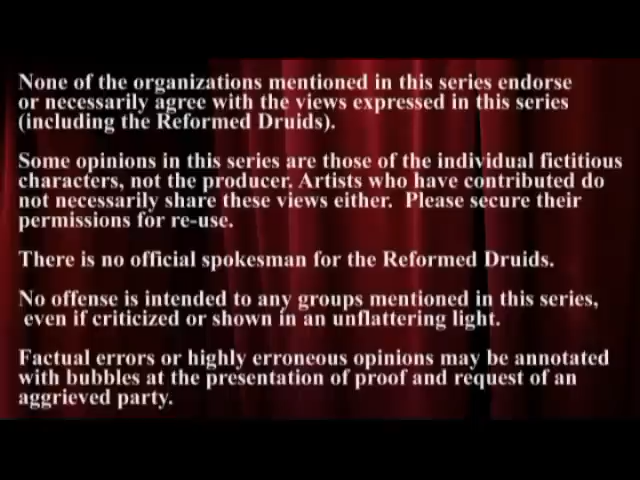 None of the organizations mentioned in this series endorse
or necessarily agree with the views expressed in this series
(including the Reformed Druids).
Some opinions in this series are those of the individual fictitious
characters, not the producer. Artists who have contributed do
not necessarily share these views either.  Please secure their
permissions for re-use.
There is no official spokesman for the Reformed Druids.
No offense is intended to any groups mentioned in this series,
even if criticized or shown in an unflattering light.
Factual errors or highly erroneous opinions may be annotated
with bubbles at the presentation of proof and request of an
aggrieved party.